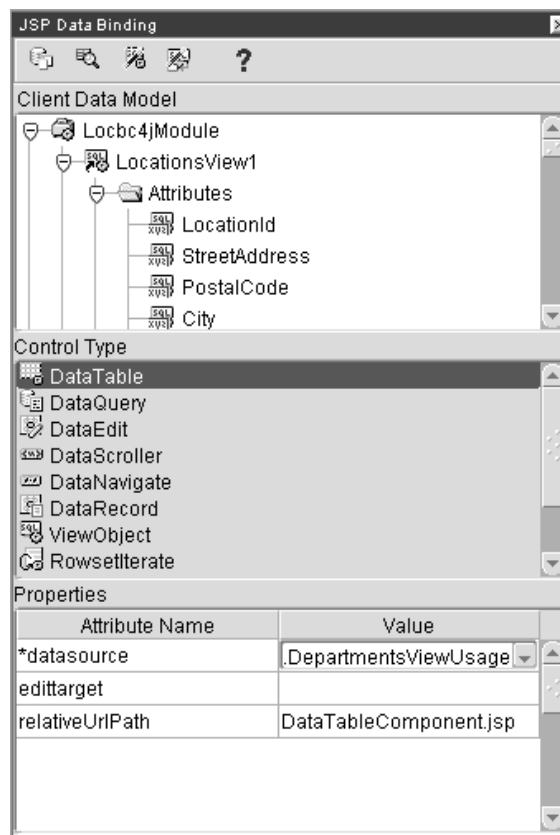 JSP Data Binding
?
Client Data Model
Locbc4jModule
LocationsView1
Attributes
LocationId
StreetAddress
PostalCode
City
Control Type
DataTable
DataQuery
DataEdit
DataScroller
DataNavigate
DataRecord
ViewObject
RowsetIterate
Properties
Attribute Name Value
*datasource .DepartmentsViewUsage
edittarget
relativeUrlPath DataTableComponent.jsp